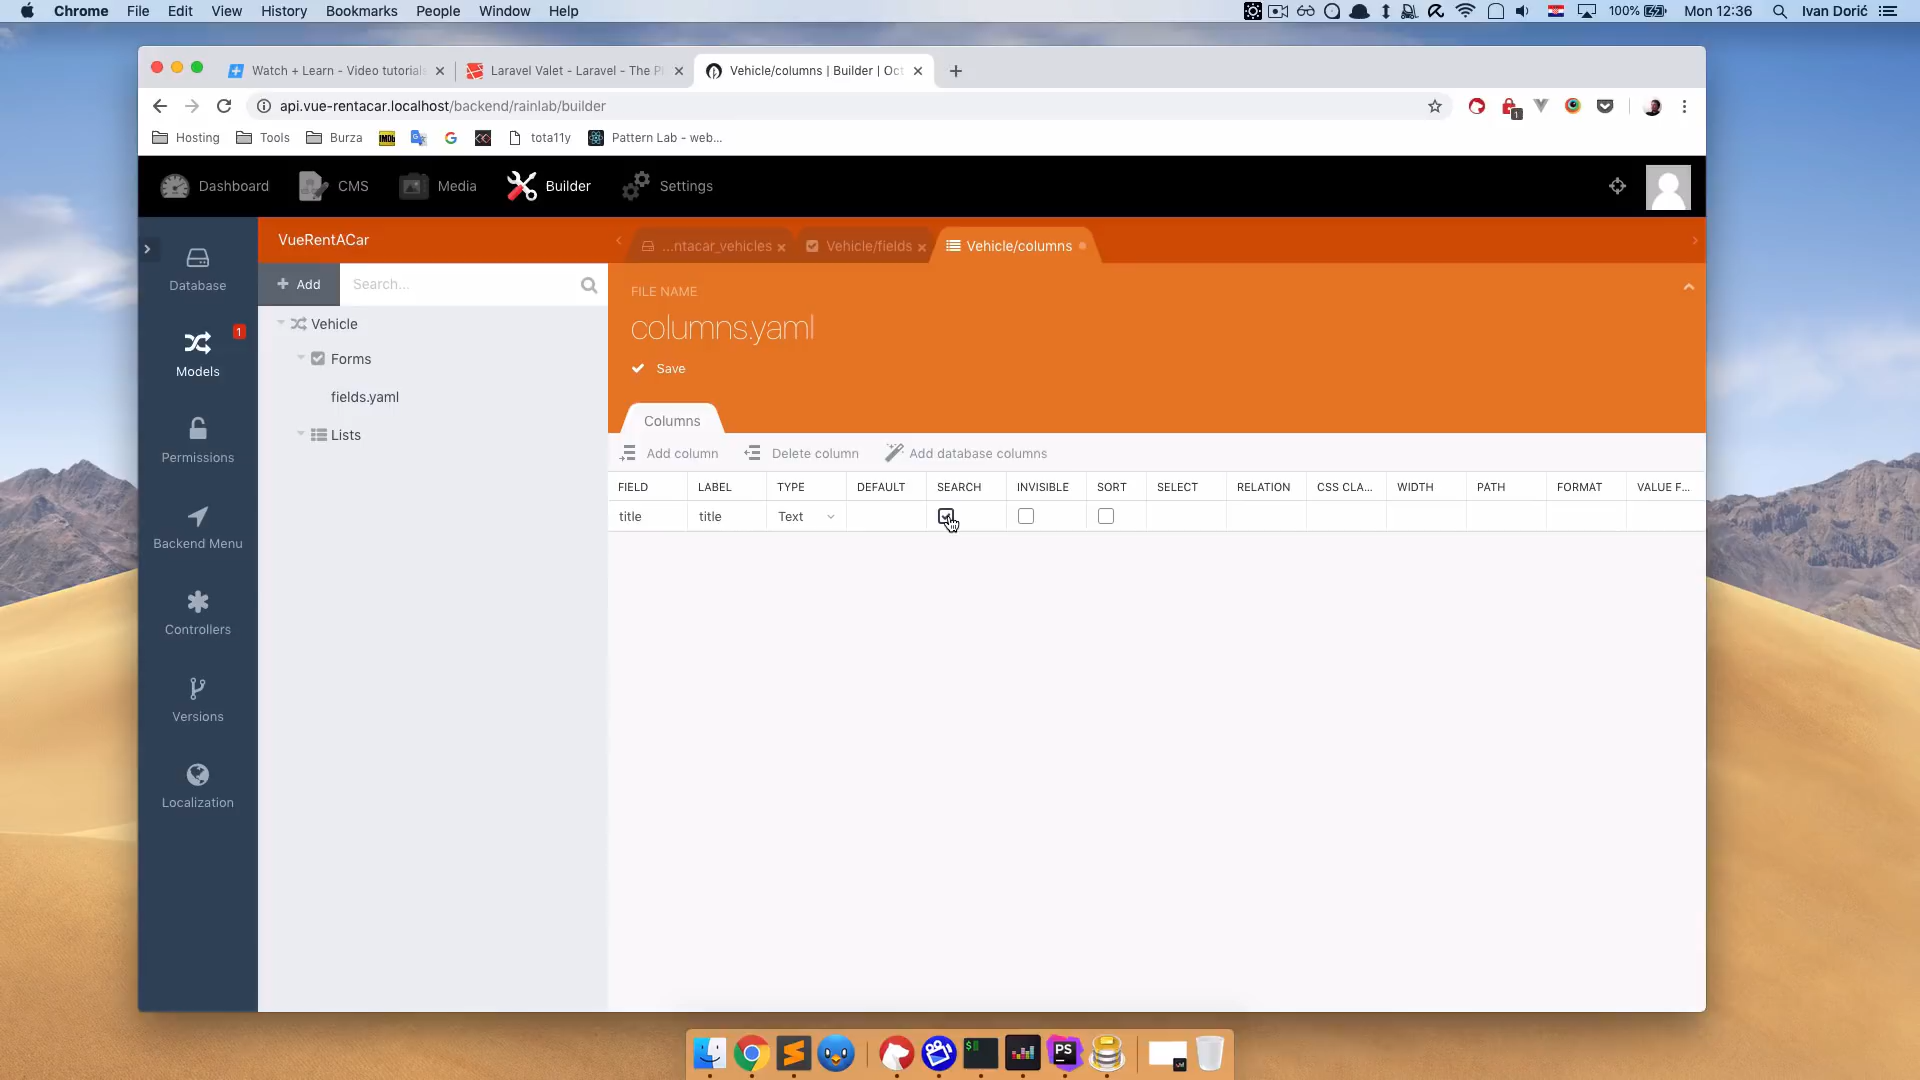 Chrome File Edit View History Bookmarks People Window Help 100% Mon 12:36 Ivan Dorić
Watch + Learn - Video tutorials Laravel Valet - Laravel - The P Vehicle/columns | Builder | Oct
api.vue-rentacar.localhost/backend/rainlab/builder
1
Hosting Tools Burza IMDb G tota11y Pattern Lab - web...
Dashboard CMS Media Builder Settings
VueRentACar ...ntacar_vehicles Vehicle/fields Vehicle/columns
+ Add Search...
Database
Models 1
Permissions
Backend Menu
Controllers
Versions
Localization
Vehicle
Forms
fields.yaml
Lists
FILE NAME
columns.yaml
Save
Columns
Add column Delete column Add database columns
FIELD LABEL TYPE DEFAULT SEARCH INVISIBLE SORT SELECT RELATION CSS CLA... WIDTH PATH FORMAT VALUE F...
title title Text
$ PS